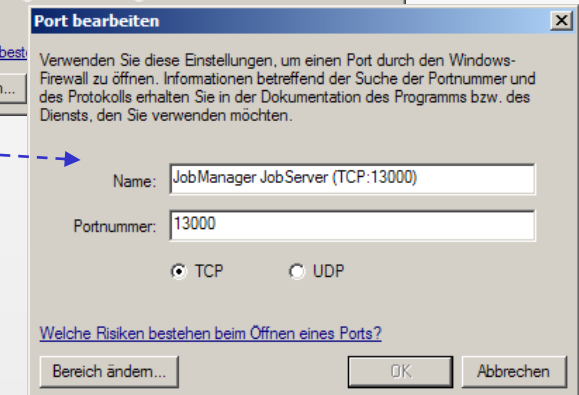 Port bearbeiten
Verwenden Sie diese Einstellungen, um einen Port durch den Windows-
Firewall zu öffnen. Informationen betreffend der Suche der Portnummer und
des Protokolls erhalten Sie in der Dokumentation des Programms bzw. des
Diensts, den Sie verwenden möchten.
Name: JobManager JobServer (TCP:13000)
Portnummer: 13000
TCP UDP
Welche Risiken bestehen beim Öffnen eines Ports?
Bereich ändern... OK Abbrechen